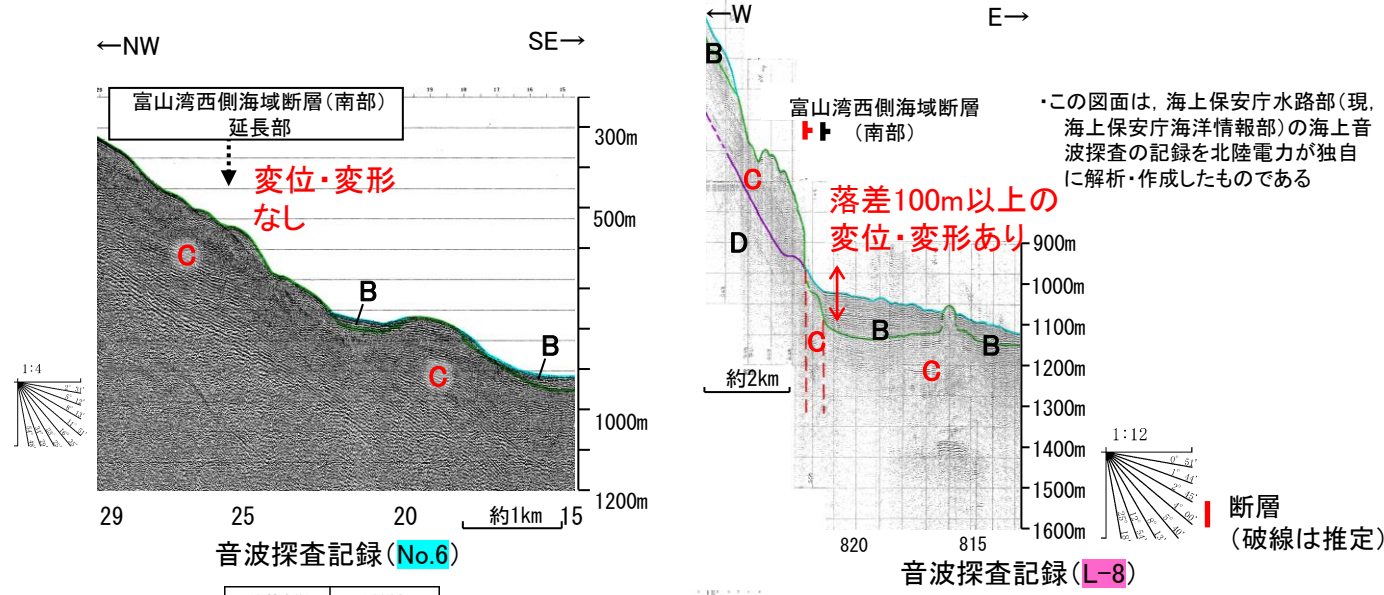 ←NW
SE→
富山湾西側海域断層(南部)
延長部
変位・変形
なし
C
B
B
C
300m
500m
1000m
1200m
1:4
29
25
20
15
約1km
音波探査記録(No.6)
←W
E→
B
富山湾西側海域断層
(南部)
C
落差100m以上の
変位・変形あり
D
C
B
B
C
900m
1000m
1100m
1200m
1300m
1400m
1500m
1600m
約2km
820
815
音波探査記録(L-8)
・この図面は,海上保安庁水路部(現,
海上保安庁海洋情報部)の海上音
波探査の記録を北陸電力が独自
に解析・作成したものである
1:12
断層
(破線は推定)